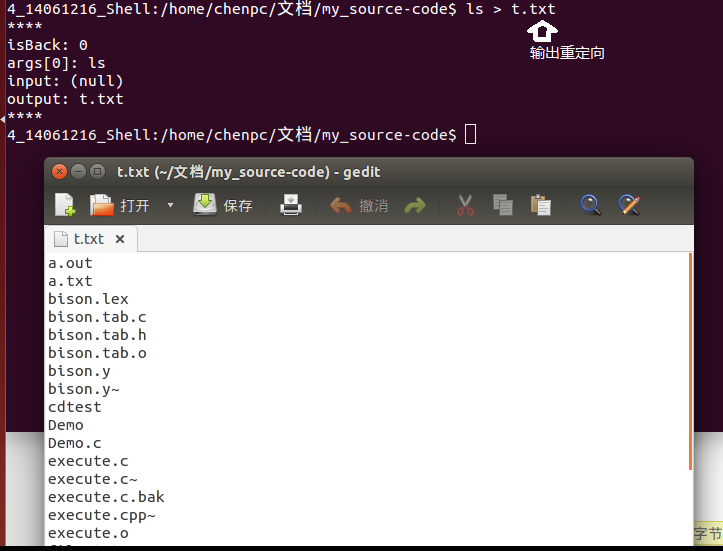 4_14061216_Shell:/home/chenpc/文档/my_source-code$ ls > t.txt
****
输出重定向
isBack: 0
args[0]: ls
input: (null)
output: t.txt
****
4_14061216_Shell:/home/chenpc/文档/my_source-code$
t.txt (~/文档/my_source-code) - gedit
打开 保存 撤消
t.txt
a.out
a.txt
bison.lex
bison.tab.c
bison.tab.h
bison.tab.o
bison.y
bison.y~
cdtest
Demo
Demo.c
execute.c
execute.c~
execute.c.bak
execute.cpp~
execute.o
字节